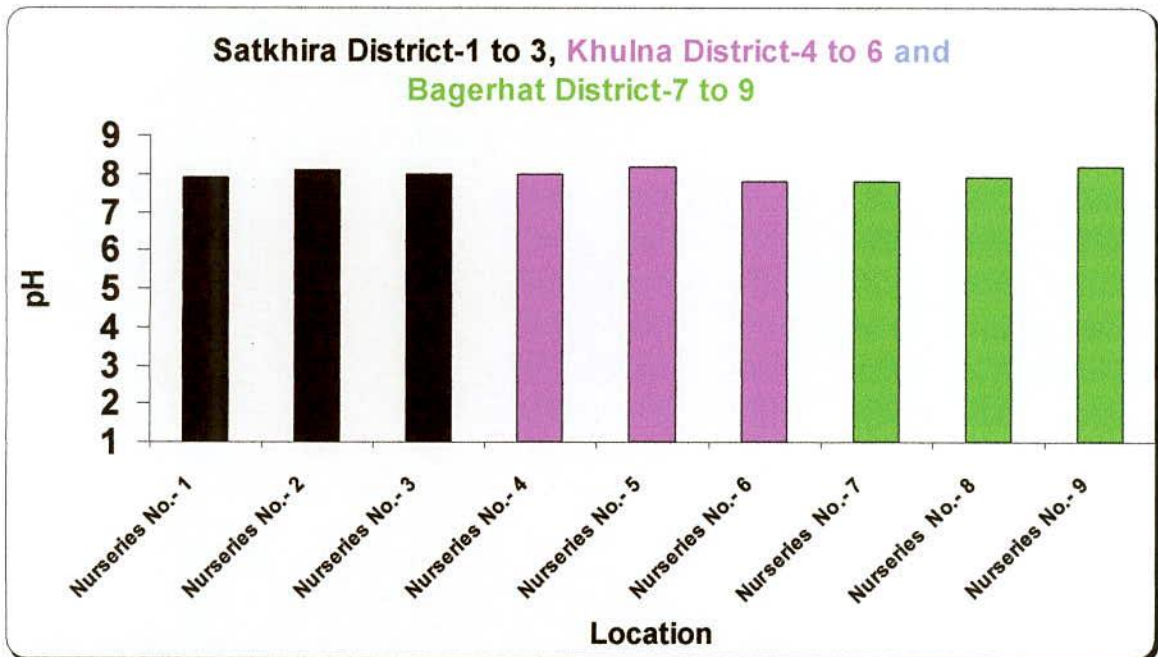 Satkhira District-1 to 3, Khulna District-4 to 6 and
Bagerhat District-7 to 9
9
8
7
6
5
4
3
2
1
pH
Nurseries No.- 1
Nurseries No.- 2
Nurseries No.- 3
Nurseries No.- 4
Nurseries No.- 5
Nurseries No.- 6
Nurseries No.- 7
Nurseries No.- 8
Nurseries No.- 9
Location